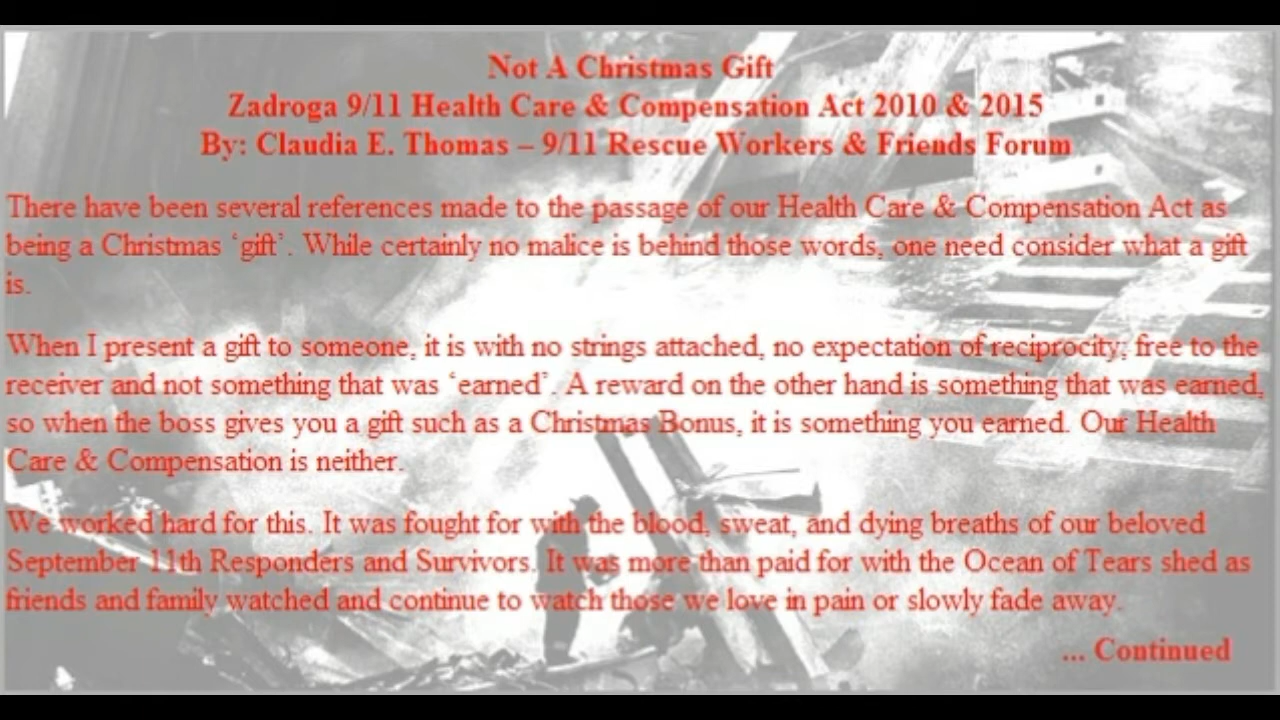 Not A Christmas Gift
Zadroga 9/11 Health Care & Compensation Act 2010 & 2015
By: Claudia E. Thomas – 9/11 Rescue Workers & Friends Forum
There have been several references made to the passage of our Health Care & Compensation Act as
being a Christmas ‘gift’. While certainly no malice is behind those words, one need consider what a gift
is.
When I present a gift to someone, it is with no strings attached, no expectation of reciprocity, free to the
receiver and not something that was ‘earned’. A reward on the other hand is something that was earned,
so when the boss gives you a gift such as a Christmas Bonus, it is something you earned. Our Health
Care & Compensation is neither.
We worked hard for this. It was fought for with the blood, sweat, and dying breaths of our beloved
September 11th Responders and Survivors. It was more than paid for with the Ocean of Tears shed as
friends and family watched and continue to watch those we love in pain or slowly fade away.
... Continued